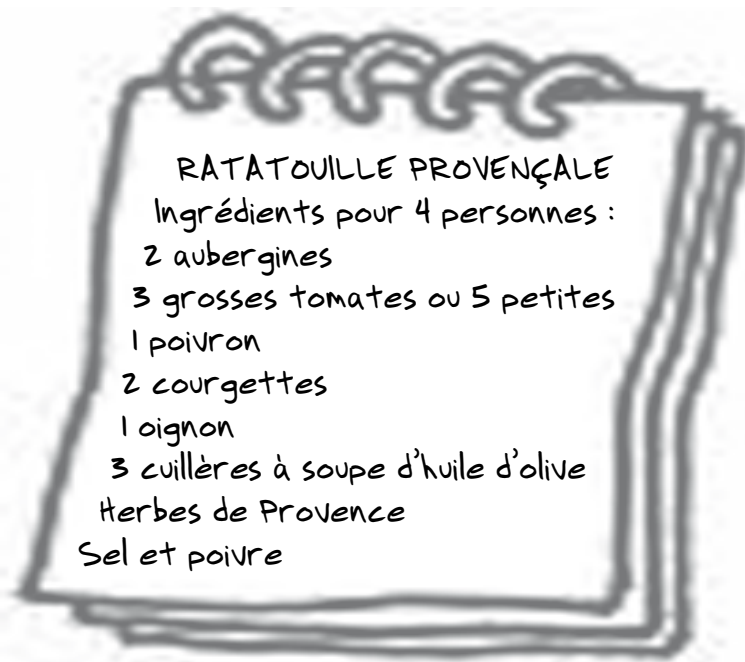 RATATOUILLE PROVENÇALE
Ingrédients pour 4 personnes :
2 aubergines
3 grosses tomates ou 5 petites
1 poivron
2 courgettes
1 oignon
3 cuillères à soupe d'huile d'olive
Herbes de Provence
Sel et poivre